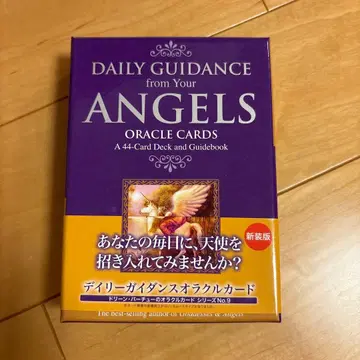 DAILY GUIDANCE
from Your
ANGELS
ORACLE CARDS
A 44-Card Deck and Guidebook
あなたの毎日に、天使を
招き入れてみませんか？
新装版
デイリーガイダンスオラクルカード
ドリーン・バーチューのオラクルカード シリーズ No.9
The best-selling author of Goddesses & Angels